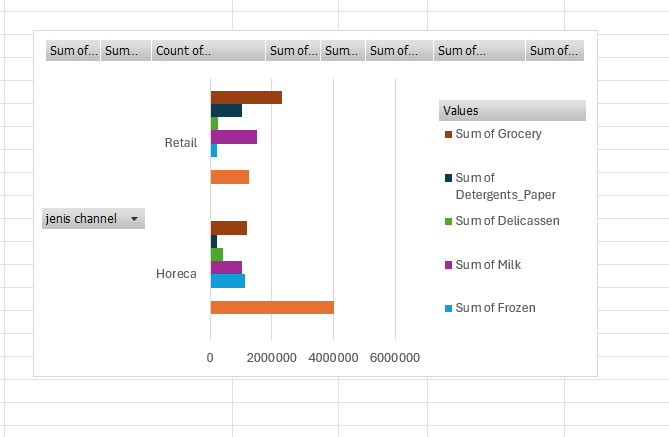 Sum of... Sum... Count of... Sum of... Sum... Sum of... Sum of... Sum of...
Values
Sum of Grocery
Retail
Sum of
Detergents_Paper
jenis channel
Sum of Delicassen
Sum of Milk
Horeca
Sum of Frozen
0 2000000 4000000 6000000